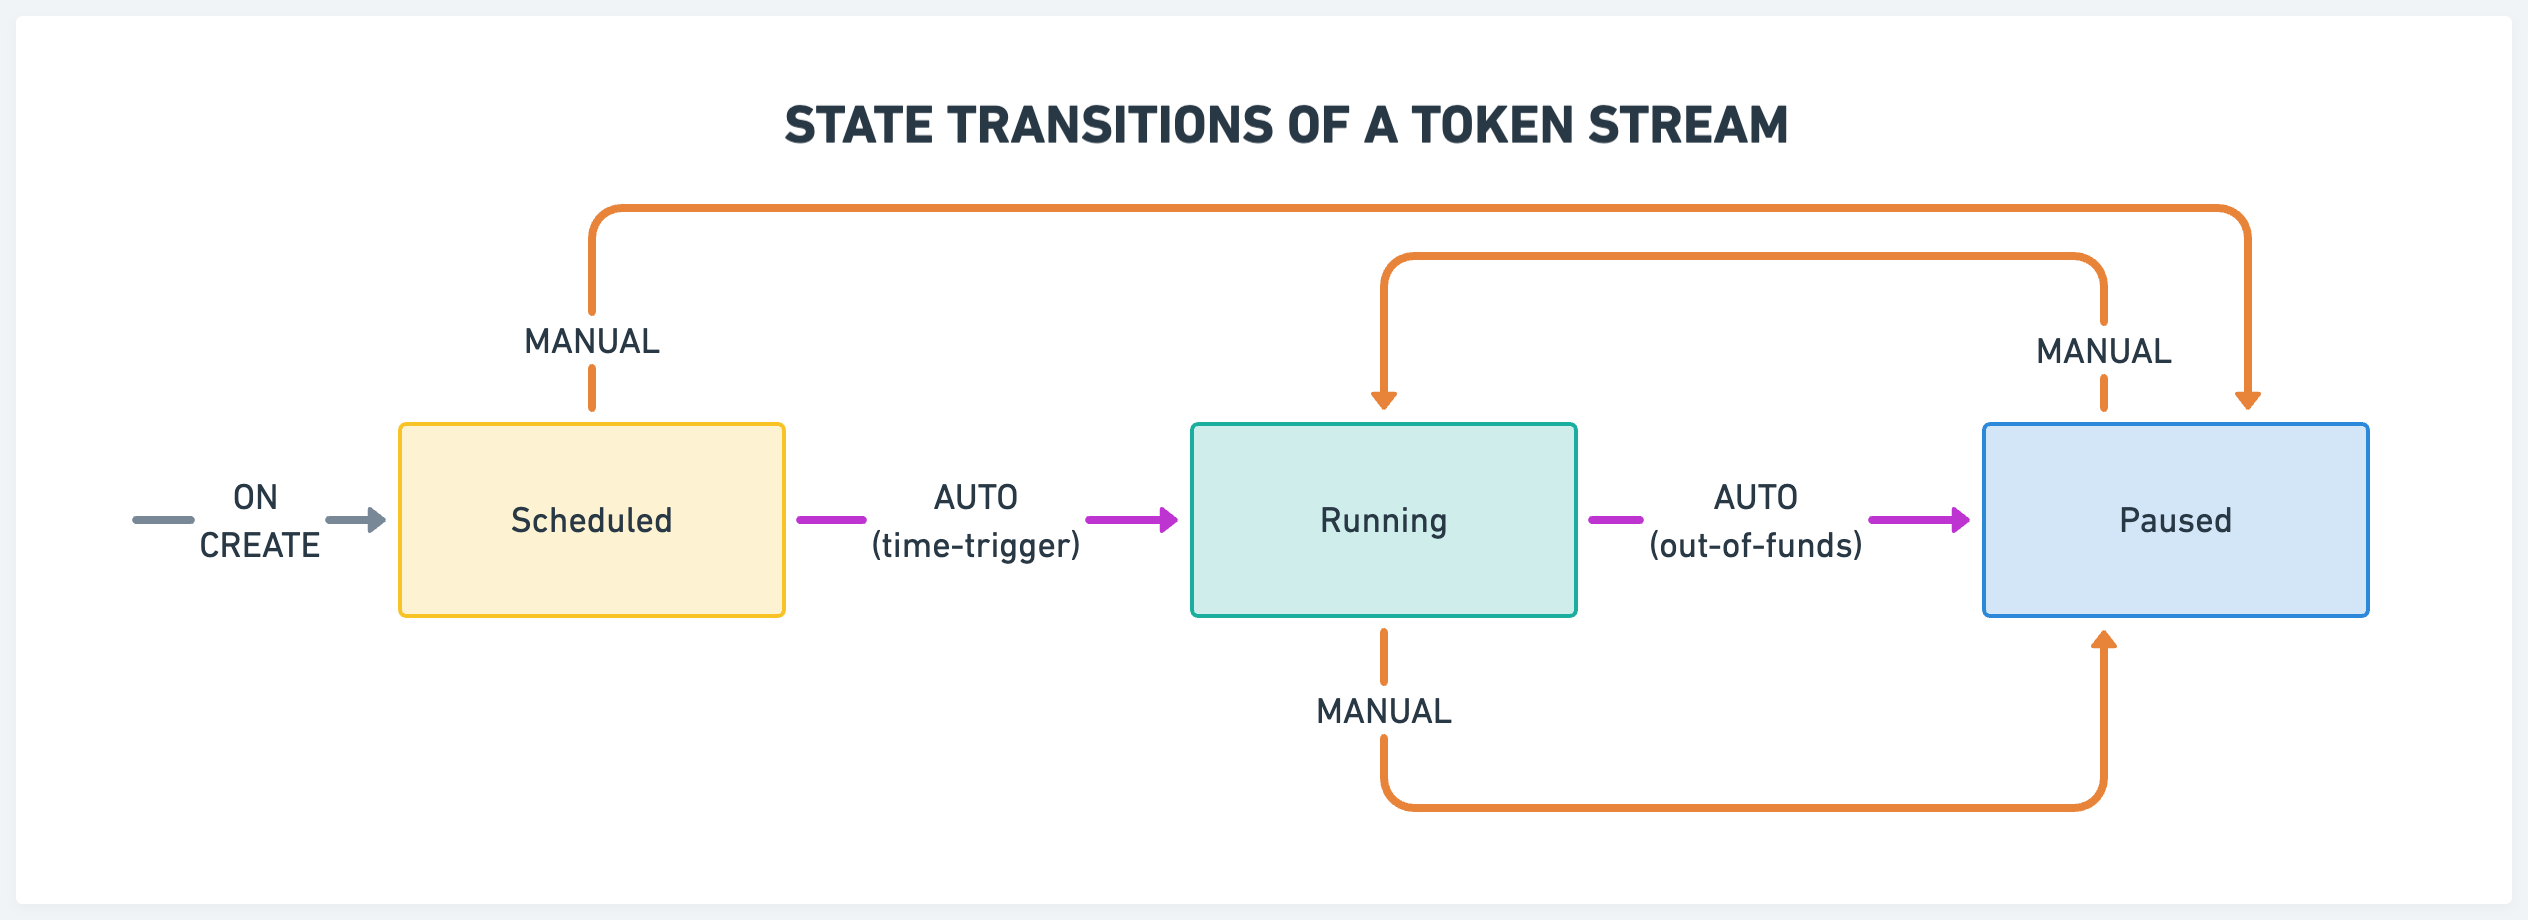 STATE TRANSITIONS OF A TOKEN STREAM
MANUAL
MANUAL
ON
CREATE
Scheduled
AUTO
(time-trigger)
Running
AUTO
(out-of-funds)
Paused
MANUAL